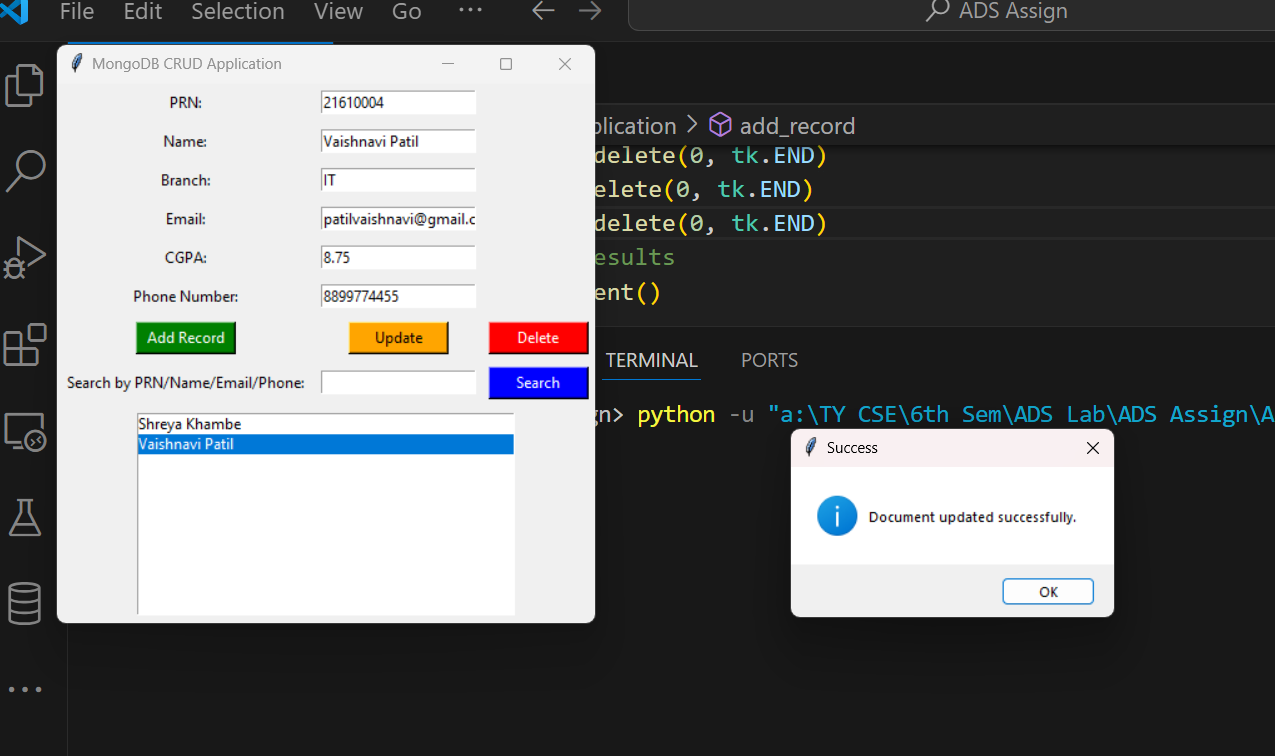 File Edit Selection View Go ··· ADS Assign
MongoDB CRUD Application
PRN: 21610004
Name: Vaishnavi Patil
Branch: IT
Email: patilvaishnavi@gmail.c
CGPA: 8.75
Phone Number: 8899774455
Add Record Update Delete
Search by PRN/Name/Email/Phone: Search
Shreya Khambe
Vaishnavi Patil
plication > add_record
delete(0, tk.END)
elete(0, tk.END)
delete(0, tk.END)
esults
ent()
TERMINAL PORTS
gn> python -u "a:\TY CSE\6th Sem\ADS Lab\ADS Assign\A
Success
Document updated successfully.
OK